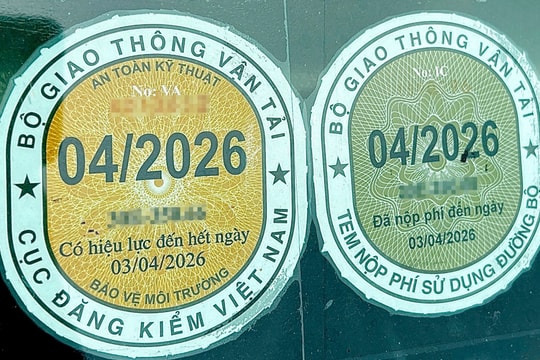 BỘ GIAO THÔNG VẬN TẢI
AN TOÀN KỸ THUẬT
No: VA
04/2026
Có hiệu lực đến hết ngày
03/04/2026
BẢO VỆ MÔI TRƯỜNG
CỤC ĐĂNG KIỂM VIỆT NAM
BỘ GIAO THÔNG VẬN TẢI
No: IC
04/2026
Đã nộp phí đến ngày
03/04/2026
TEM NỘP PHÍ SỬ DỤNG ĐƯỜNG BỘ